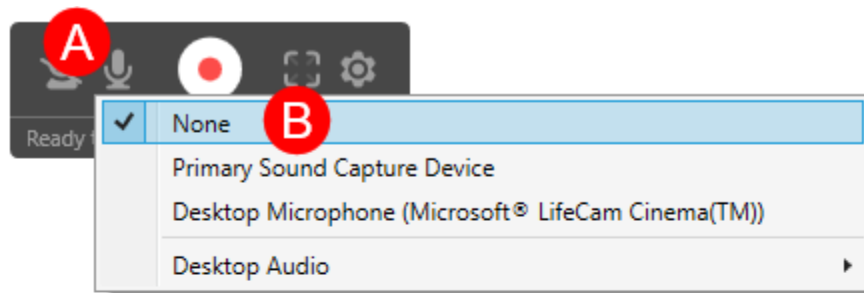 A
B
Ready
None
Primary Sound Capture Device
Desktop Microphone (Microsoft® LifeCam Cinema(TM))
Desktop Audio